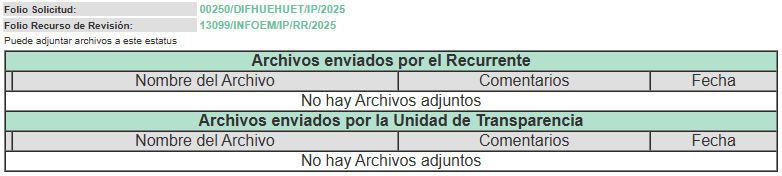 Folio Solicitud: 00250/DIFHUEHUET/IP/2025
Folio Recurso de Revisión: 13099/INFOEM/IP/RR/2025
Puede adjuntar archivos a este estatus
Archivos enviados por el Recurrente
Nombre del Archivo Comentarios Fecha
No hay Archivos adjuntos
Archivos enviados por la Unidad de Transparencia
Nombre del Archivo Comentarios Fecha
No hay Archivos adjuntos